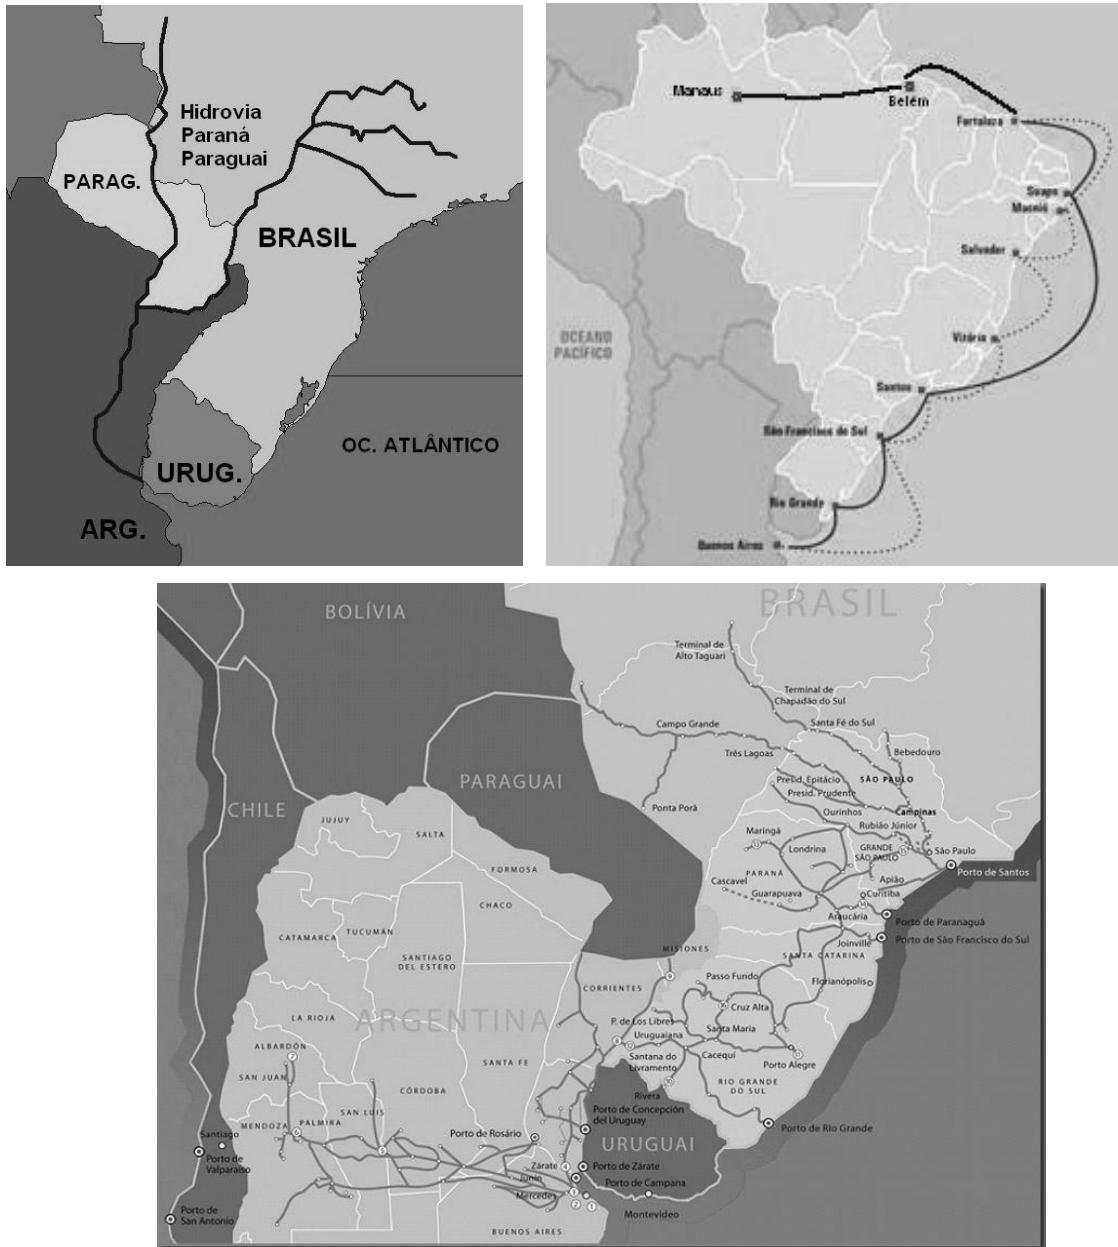 Hidrovia
Paraná
Paraguai
PARAG.
BRASIL
OC. ATLÂNTICO
URUG.
ARG.
Manaus
Belém
Fortaleza
Suape
Maceió
Salvador
Vitória
OCEANO
PACÍFICO
Santos
São Francisco do Sul
Rio Grande
Buenos Aires
BRASIL
BOLÍVIA
Terminal de
Alto Taquari
Terminal de
Chapadão do Sul
Santa Fé do Sul
Campo Grande
Três Lagoas
Bebedouro
PARAGUAI
SÃO PAULO
Presid. Epitácio
Presid. Prudente
CHILE
Ponta Porã
Ourinhos
Campinas
JUJUY
SALTA
Maringá
Rubião Júnior
Londrina
GRANDE
SÃO PAULO
São Paulo
FORMOSA
PARANÁ
Porto de Santos
Cascavel
Guarapuava
Apião
Curitiba
CHACO
Araucária
Porto de Paranaguá
CATAMARCA
TUCUMÁN
Joinville
Porto de São Francisco do Sul
SANTIAGO
DEL ESTERO
MISIONES
SANTA CATARINA
Passo Fundo
Florianópolis
CORRIENTES
Cruz Alta
ARGENTINA
LA RIOJA
P. de Los Libres
Santa Maria
Uruguaiana
ALBARDÓN
SANTA FE
Santana do
Livramento
Cacequí
Porto Alegre
SAN JUAN
CÓRDOBA
RIO GRANDE
DO SUL
SAN LUIS
Rivera
MENDOZA
PALMIRA
Porto de Concepción
del Uruguay
Porto de Rio Grande
Santiago
Porto de Rosário
URUGUAI
Porto de
Valparaíso
Zárate
Porto de Zárate
Junin
Porto de Campana
Mercedes
Porto de
San Antonio
Montevideo
BUENOS AIRES